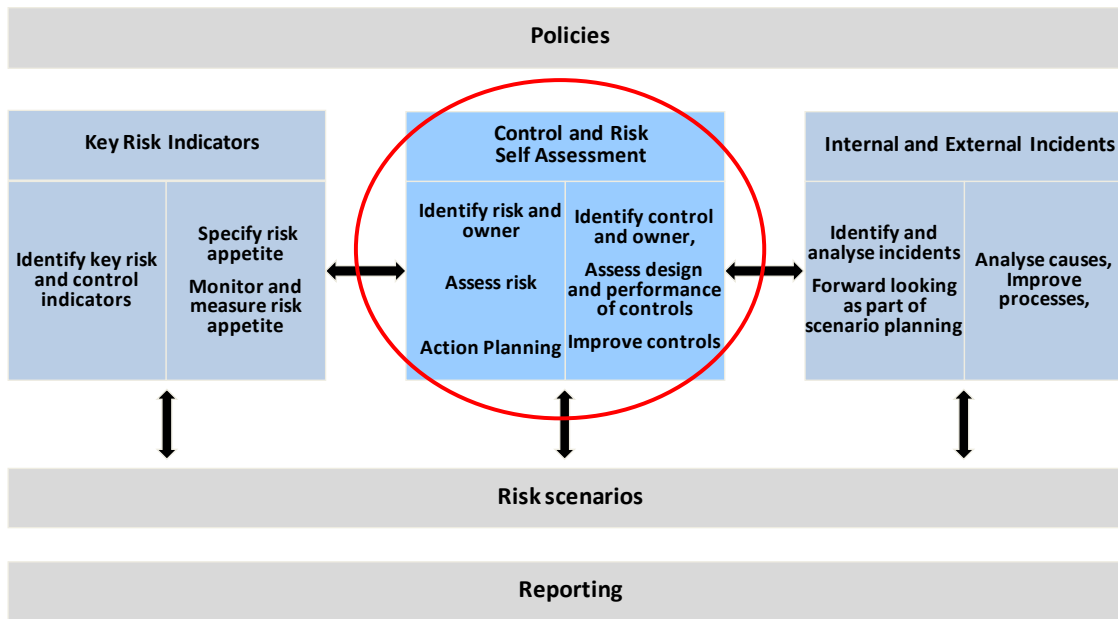 Policies
Key Risk Indicators
Identify key risk
and control
indicators
Specify risk
appetite
Monitor and
measure risk
appetite
Control and Risk
Self Assessment
Identify risk and
owner
Assess risk
Action Planning
Identify control
and owner,
Assess design
and performance
of controls
Improve controls
Internal and External Incidents
Identify and
analyse incidents
Forward looking
as part of
scenario planning
Analyse causes,
Improve
processes,
Risk scenarios
Reporting